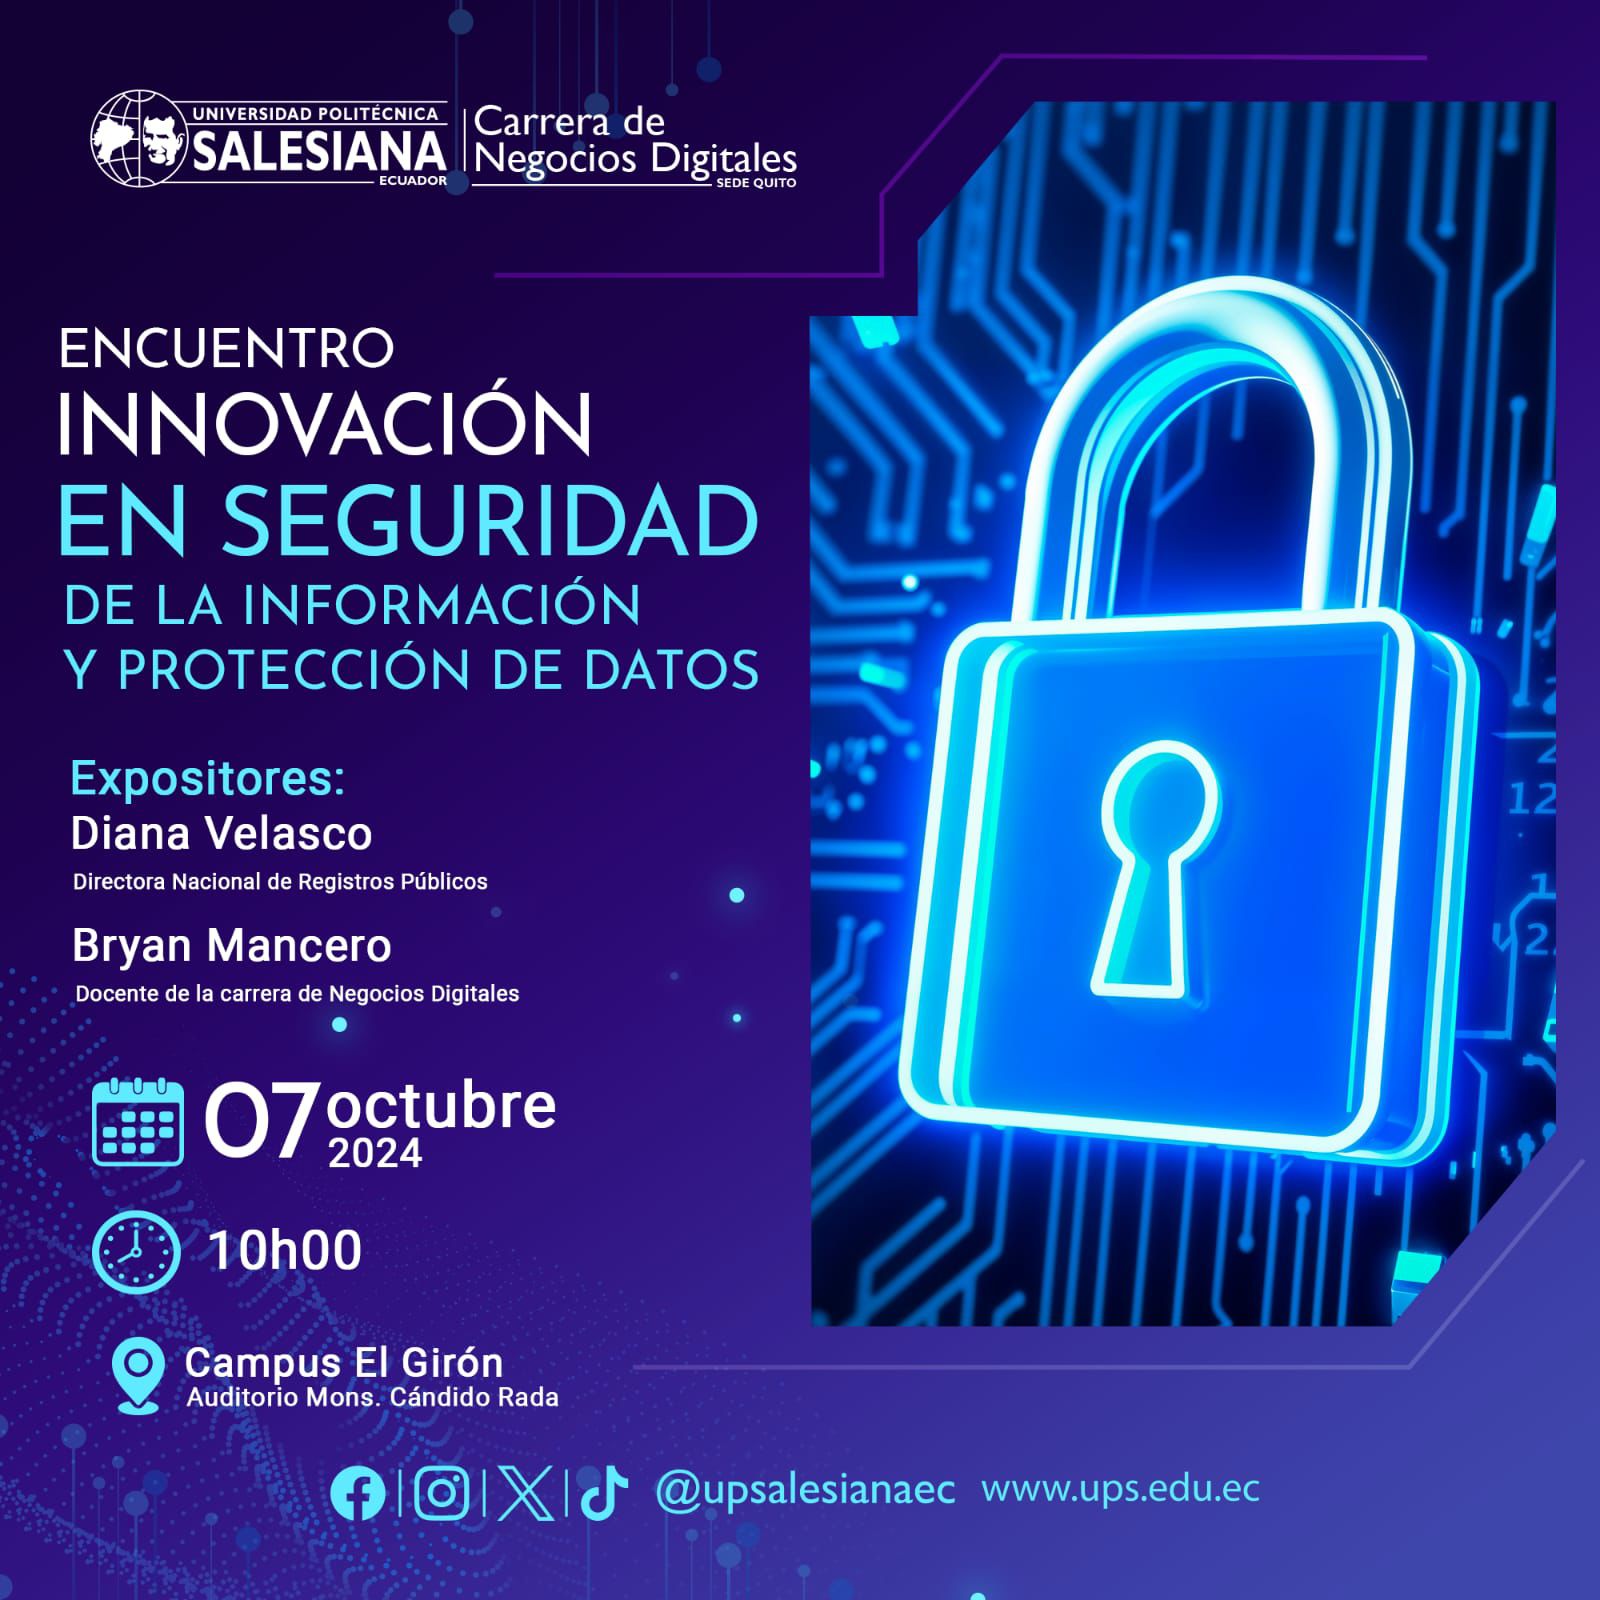 UNIVERSIDAD POLITÉCNICA
SALESIANA
ECUADOR
Carrera de
Negocios Digitales
SEDE QUITO
ENCUENTRO
INNOVACIÓN
EN SEGURIDAD
DE LA INFORMACIÓN
Y PROTECCIÓN DE DATOS
Expositores:
Diana Velasco
Directora Nacional de Registros Públicos
Bryan Mancero
Docente de la carrera de Negocios Digitales
07 octubre
2024
10h00
Campus El Girón
Auditorio Mons. Cándido Rada
@upsalesianaec www.ups.edu.ec